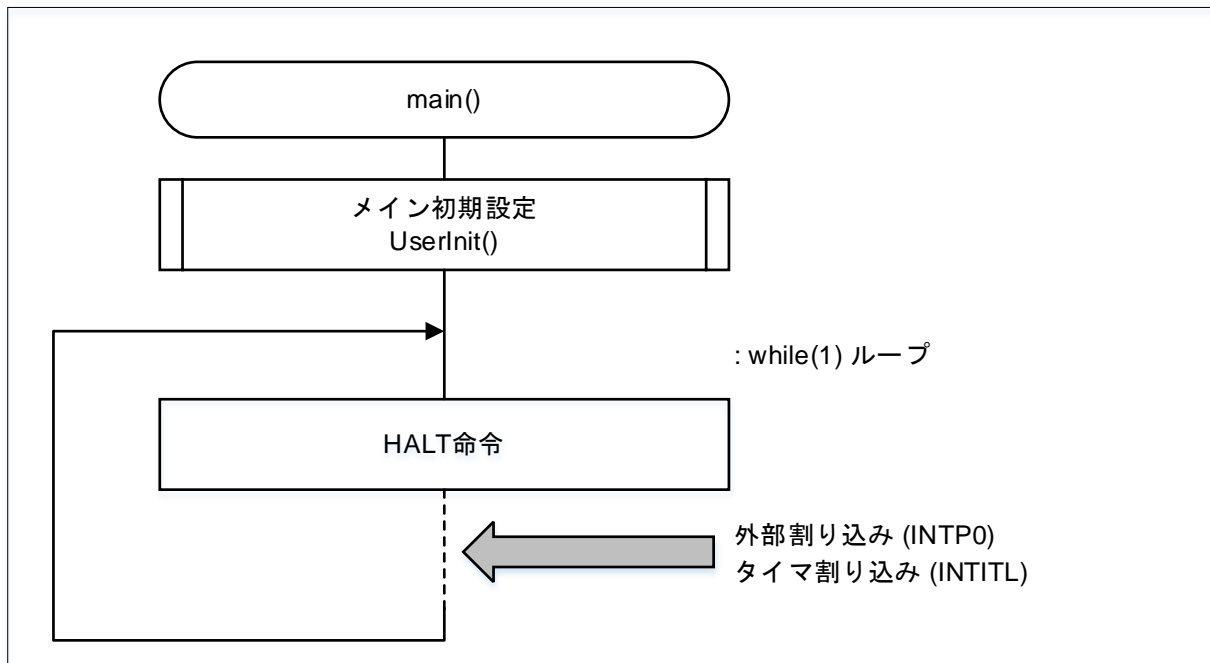 main()
メイン初期設定
UserInit()
: while(1) ループ
HALT命令
外部割り込み (INTP0)
タイマ割り込み (INTITL)